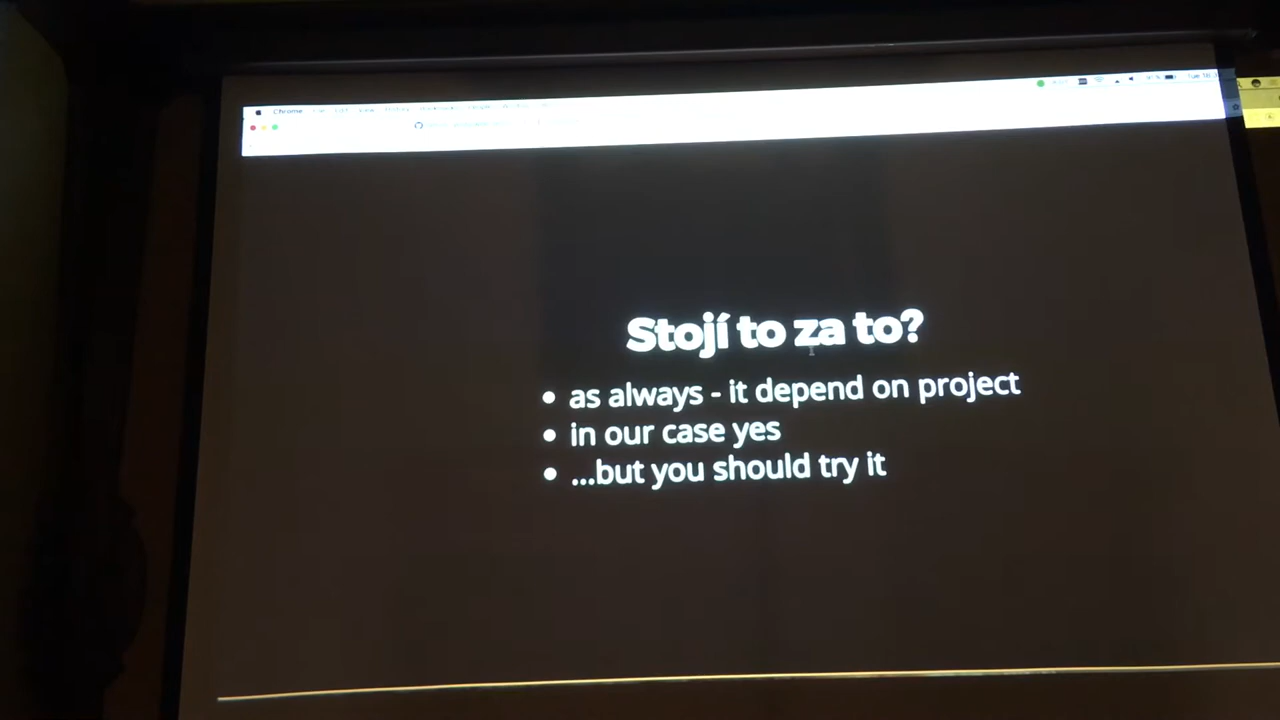 Chrome
Stojí to za to?
as always - it depend on project
in our case yes
...but you should try it